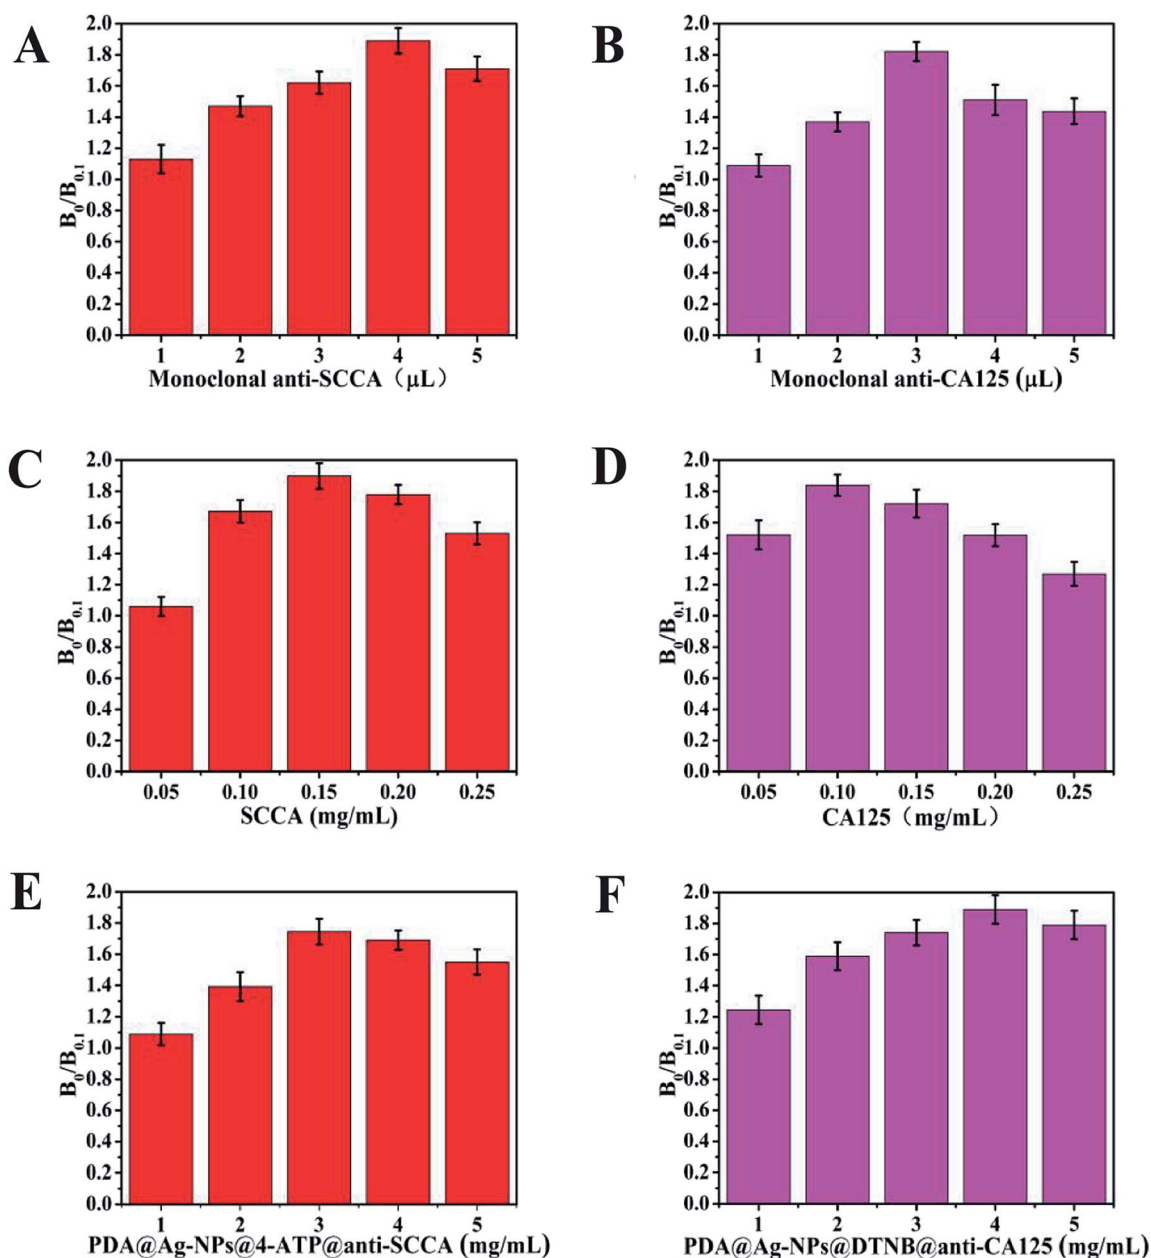 A
B₀/B₀.₁
2.0
1.8
1.6
1.4
1.2
1.0
0.8
0.6
0.4
0.2
0.0
1 2 3 4 5
Monoclonal anti-SCCA（μL）
B
B₀/B₀.₁
2.0
1.8
1.6
1.4
1.2
1.0
0.8
0.6
0.4
0.2
0.0
1 2 3 4 5
Monoclonal anti-CA125 (μL)
C
B₀/B₀.₁
2.0
1.8
1.6
1.4
1.2
1.0
0.8
0.6
0.4
0.2
0.0
0.05 0.10 0.15 0.20 0.25
SCCA (mg/mL)
D
B₀/B₀.₁
2.0
1.8
1.6
1.4
1.2
1.0
0.8
0.6
0.4
0.2
0.0
0.05 0.10 0.15 0.20 0.25
CA125（mg/mL）
E
B₀/B₀.₁
2.0
1.8
1.6
1.4
1.2
1.0
0.8
0.6
0.4
0.2
0.0
1 2 3 4 5
PDA@Ag-NPs@4-ATP@anti-SCCA (mg/mL)
F
B₀/B₀.₁
2.0
1.8
1.6
1.4
1.2
1.0
0.8
0.6
0.4
0.2
0.0
1 2 3 4 5
PDA@Ag-NPs@DTNB@anti-CA125 (mg/mL)